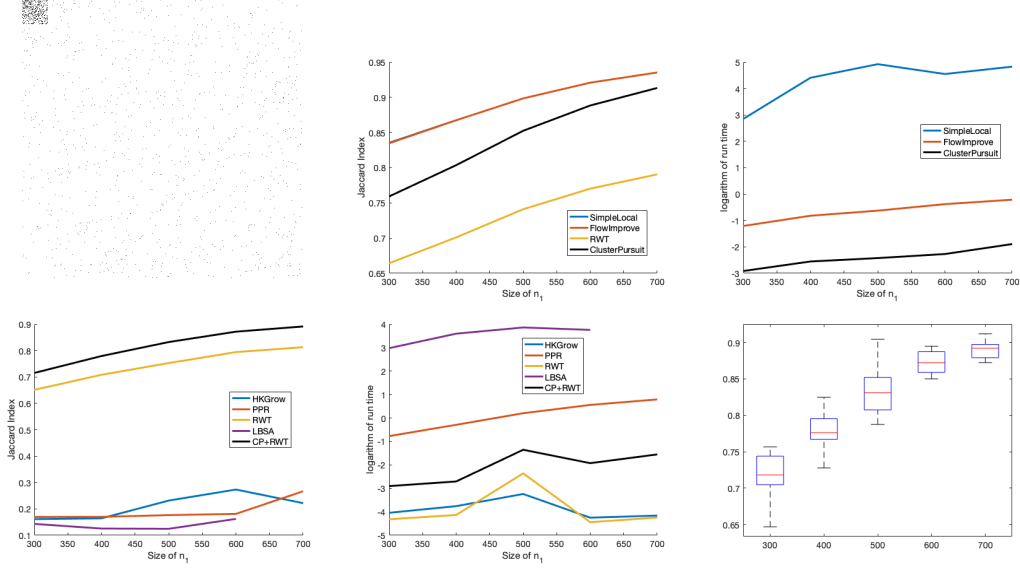 0.95
0.9
0.85
0.8
0.75
0.7
0.65
Jaccard Index
300 350 400 450 500 550 600 650 700
Size of n1
SimpleLocal
FlowImprove
RWT
ClusterPursuit
5
4
3
2
1
0
-1
-2
-3
logarithm of run time
300 350 400 450 500 550 600 650 700
Size of n1
SimpleLocal
FlowImprove
ClusterPursuit
0.9
0.8
0.7
0.6
0.5
0.4
0.3
0.2
0.1
Jaccard Index
300 350 400 450 500 550 600 650 700
Size of n1
HKGrow
PPR
RWT
LBSA
CP+RWT
4
3
2
1
0
-1
-2
-3
-4
-5
logarithm of run time
300 350 400 450 500 550 600 650 700
Size of n1
HKGrow
PPR
RWT
LBSA
CP+RWT
0.9
0.85
0.8
0.75
0.7
0.65
300 400 500 600 700